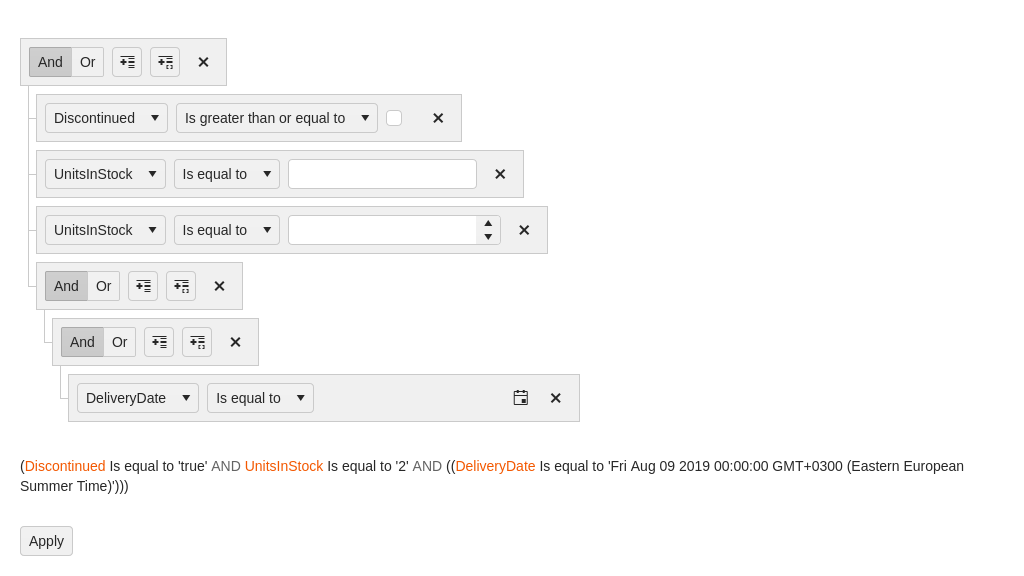 And Or
Discontinued Is greater than or equal to
UnitsInStock Is equal to
UnitsInStock Is equal to
And Or
And Or
DeliveryDate Is equal to
(Discontinued Is equal to 'true' AND UnitsInStock Is equal to '2' AND ((DeliveryDate Is equal to 'Fri Aug 09 2019 00:00:00 GMT+0300 (Eastern European
Summer Time)')))
Apply